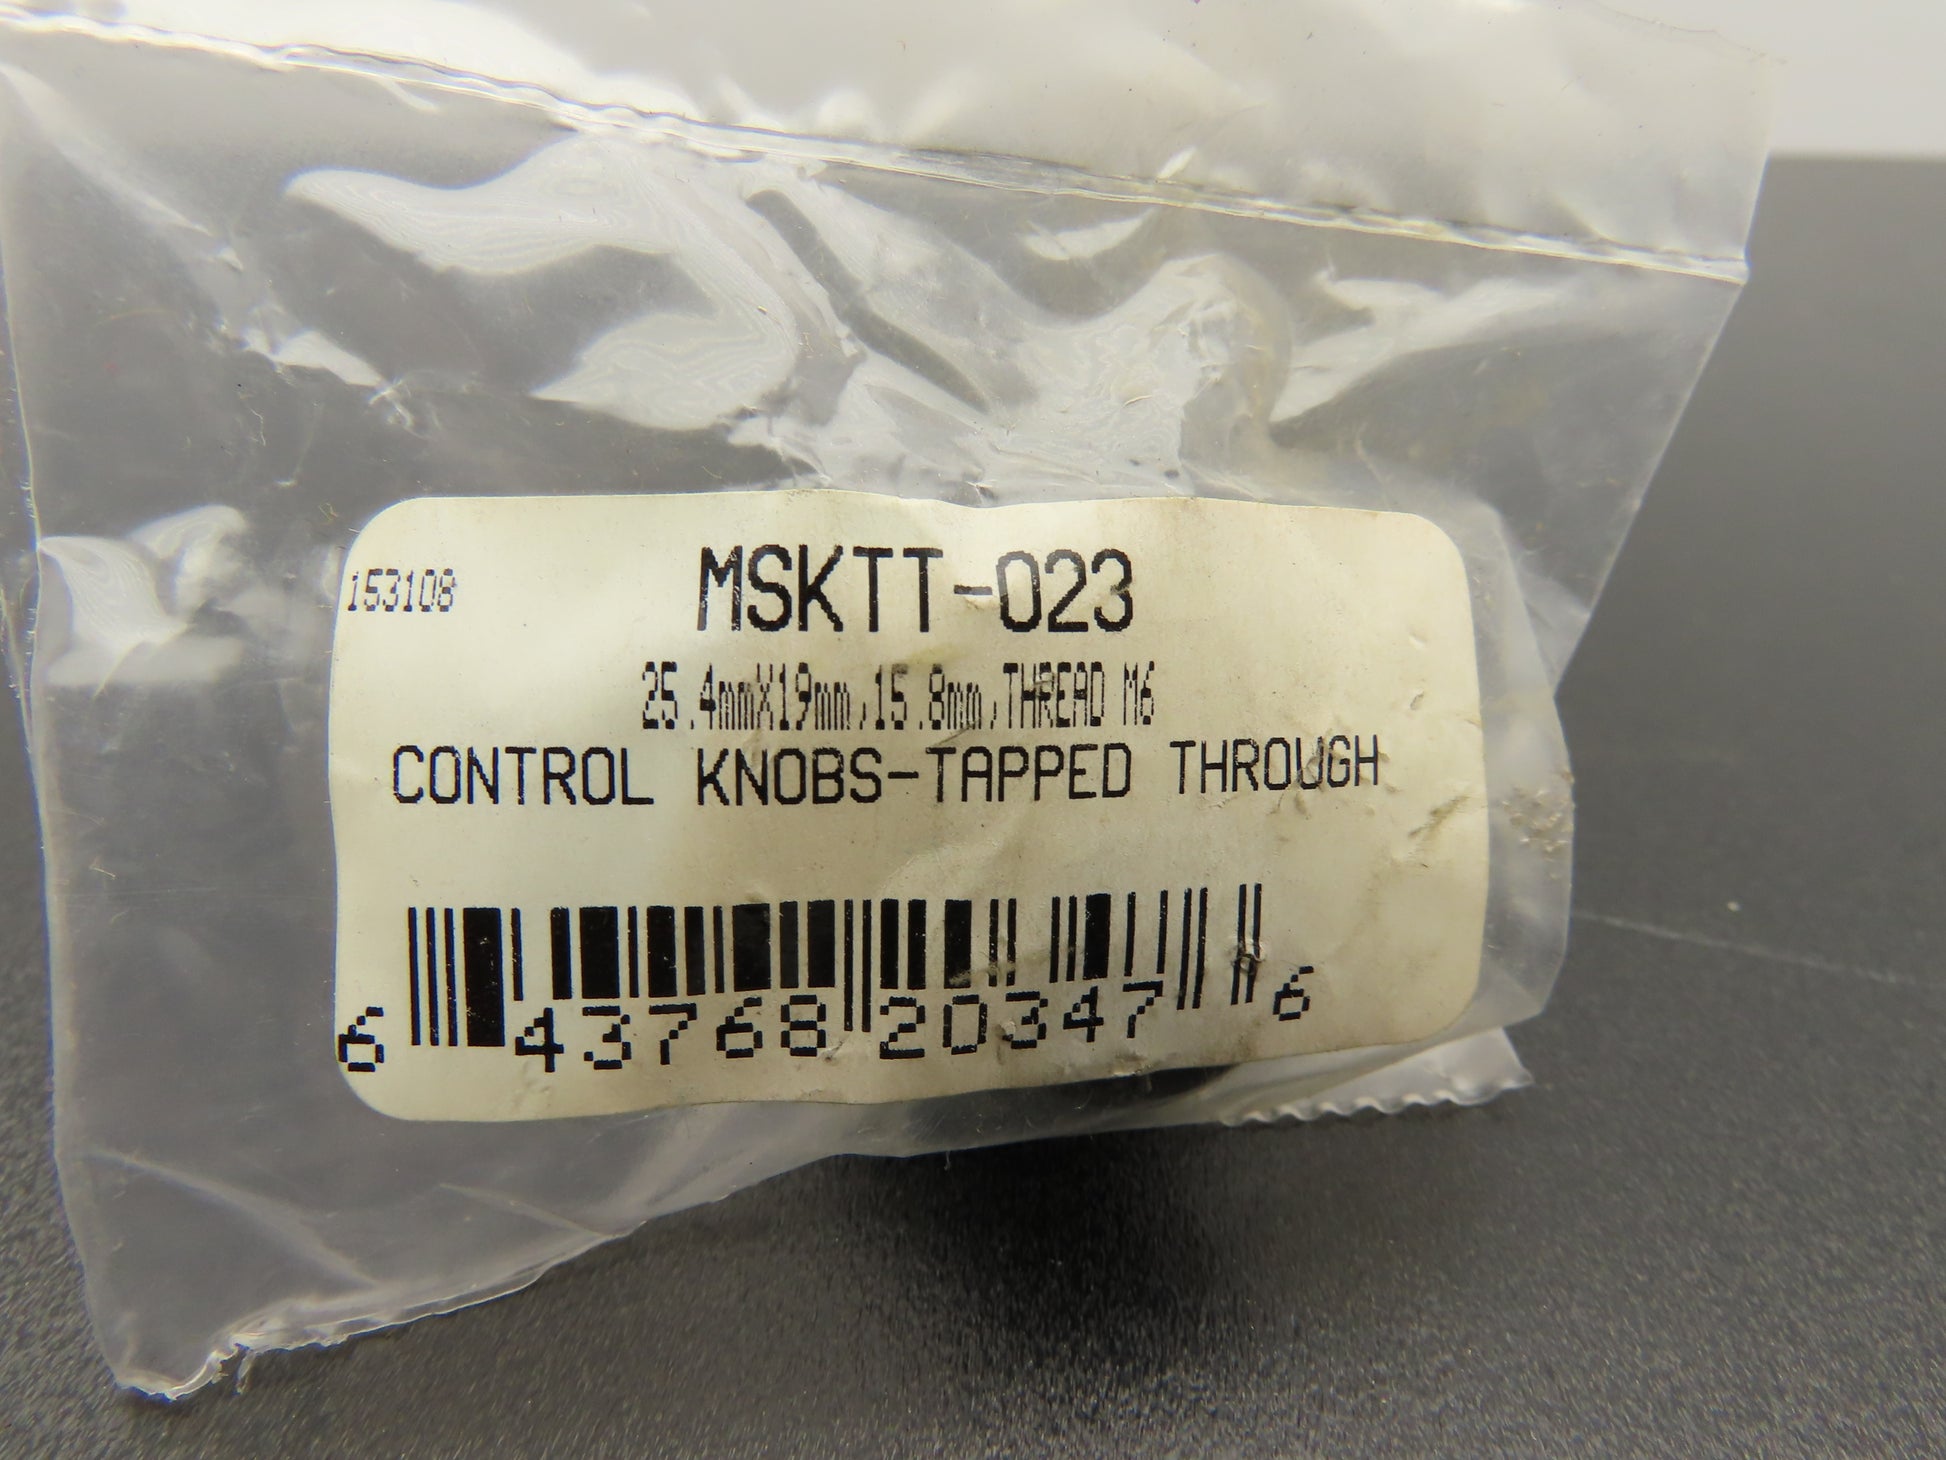 153108
MSKTT-023
25.4mmX19mm,15.8mm,THREAD M6
CONTROL KNOBS-TAPPED THROUGH
6 43768 20347 6